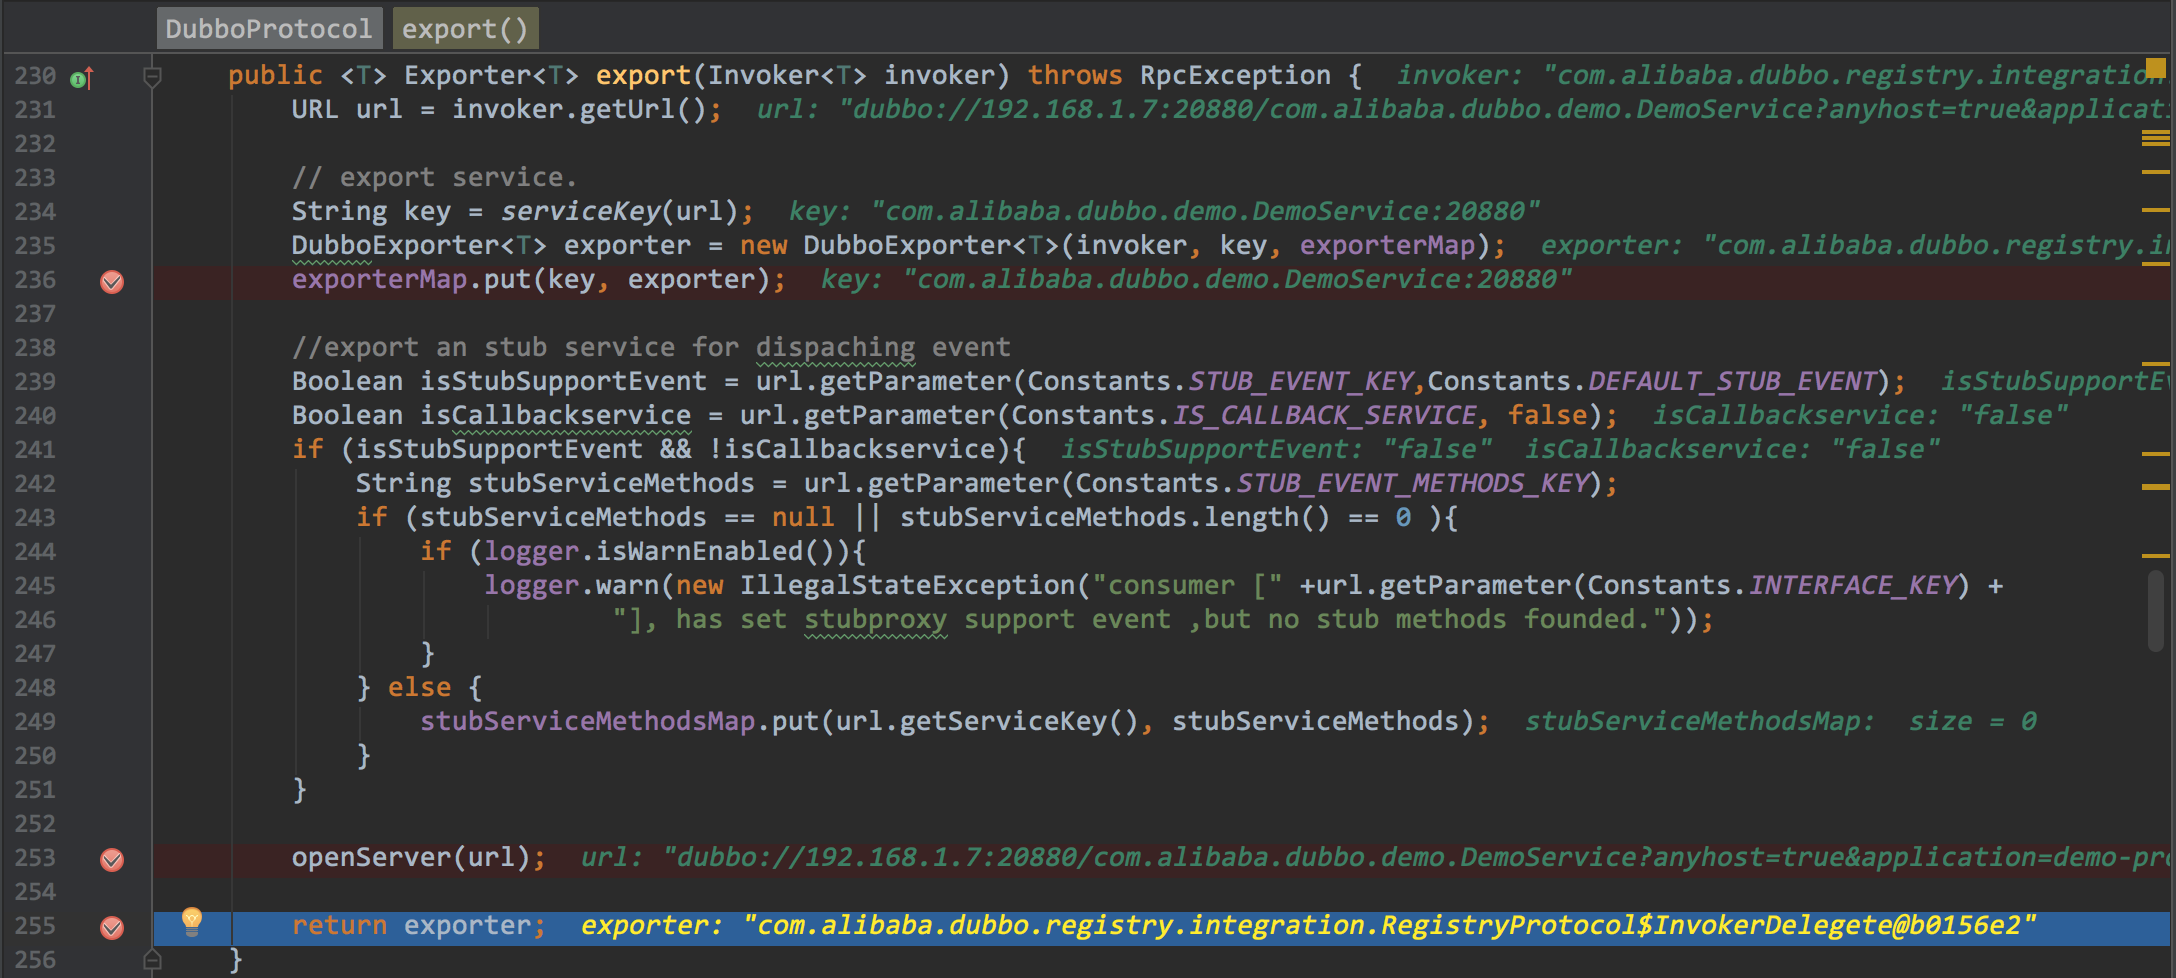 DubboProtocol export()
230 public <T> Exporter<T> export(Invoker<T> invoker) throws RpcException { invoker: "com.alibaba.dubbo.registry.integration
231 URL url = invoker.getUrl(); url: "dubbo://192.168.1.7:20880/com.alibaba.dubbo.demo.DemoService?anyhost=true&applicati
232
233 // export service.
234 String key = serviceKey(url); key: "com.alibaba.dubbo.demo.DemoService:20880"
235 DubboExporter<T> exporter = new DubboExporter<T>(invoker, key, exporterMap); exporter: "com.alibaba.dubbo.registry.in
236 exporterMap.put(key, exporter); key: "com.alibaba.dubbo.demo.DemoService:20880"
237
238 //export an stub service for dispaching event
239 Boolean isStubSupportEvent = url.getParameter(Constants.STUB_EVENT_KEY,Constants.DEFAULT_STUB_EVENT); isStubSupportEv
240 Boolean isCallbackservice = url.getParameter(Constants.IS_CALLBACK_SERVICE, false); isCallbackservice: "false"
241 if (isStubSupportEvent && !isCallbackservice){ isStubSupportEvent: "false" isCallbackservice: "false"
242 String stubServiceMethods = url.getParameter(Constants.STUB_EVENT_METHODS_KEY);
243 if (stubServiceMethods == null || stubServiceMethods.length() == 0 ){
244 if (logger.isWarnEnabled()){
245 logger.warn(new IllegalStateException("consumer [" +url.getParameter(Constants.INTERFACE_KEY) +
246 "], has set stubproxy support event ,but no stub methods founded."));
247 }
248 } else {
249 stubServiceMethodsMap.put(url.getServiceKey(), stubServiceMethods); stubServiceMethodsMap: size = 0
250 }
251 }
252
253 openServer(url); url: "dubbo://192.168.1.7:20880/com.alibaba.dubbo.demo.DemoService?anyhost=true&application=demo-pro
254
255 return exporter; exporter: "com.alibaba.dubbo.registry.integration.RegistryProtocol$InvokerDelegete@b0156e2"
256 }